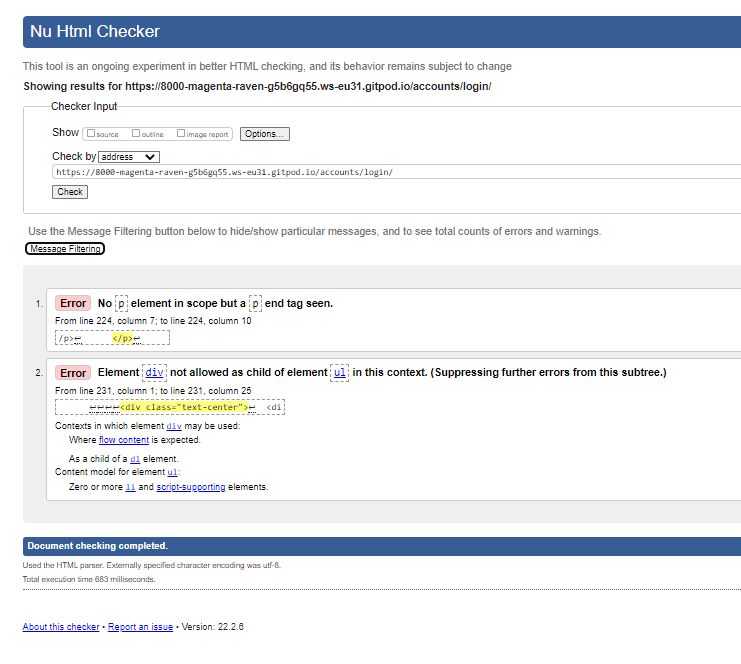 Nu Html Checker
This tool is an ongoing experiment in better HTML checking, and its behavior remains subject to change
Showing results for https://8000-magenta-raven-g5b6gq55.ws-eu31.gitpod.io/accounts/login/
Checker Input
Show source outline image report Options...
Check by address
https://8000-magenta-raven-g5b6gq55.ws-eu31.gitpod.io/accounts/login/
Check
Use the Message Filtering button below to hide/show particular messages, and to see total counts of errors and warnings.
Message Filtering
1. Error No p element in scope but a p end tag seen.
From line 224, column 7; to line 224, column 10
/p>↩ </p>↩
2. Error Element div not allowed as child of element ul in this context. (Suppressing further errors from this subtree.)
From line 231, column 1; to line 231, column 25
↩↩↩↩<div class="text-center">↩ <di
Contexts in which element div may be used:
Where flow content is expected.
As a child of a dl element.
Content model for element ul:
Zero or more li and script-supporting elements.
Document checking completed.
Used the HTML parser. Externally specified character encoding was utf-8.
Total execution time 683 milliseconds.
About this checker • Report an issue • Version: 22.2.6